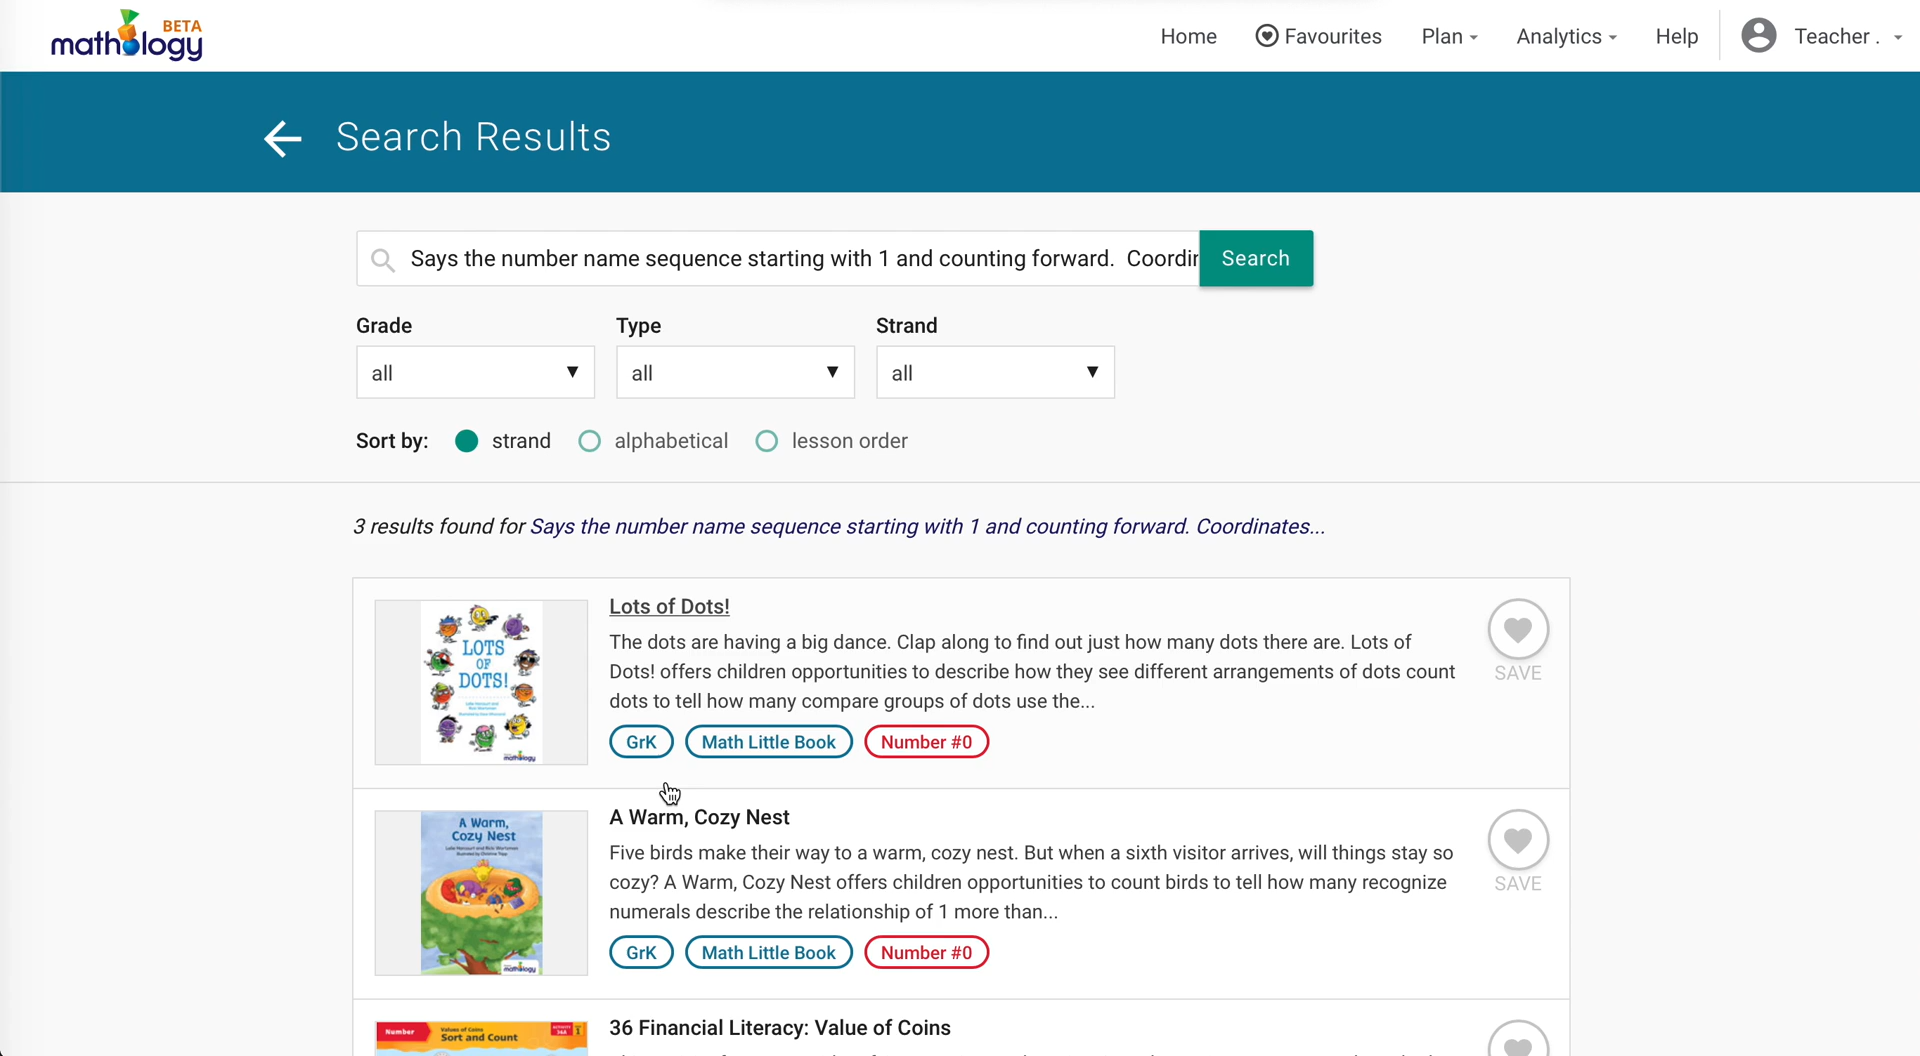 mathology BETA
Home Favourites Plan Analytics Help Teacher .
Search Results
Says the number name sequence starting with 1 and counting forward. Coordin
Search
Grade Type Strand
all all all
Sort by: strand alphabetical lesson order
3 results found for Says the number name sequence starting with 1 and counting forward. Coordinates...
LOTS
OF
DOTS!
mathology
Lots of Dots!
The dots are having a big dance. Clap along to find out just how many dots there are. Lots of
Dots! offers children opportunities to describe how they see different arrangements of dots count
dots to tell how many compare groups of dots use the...
GrK Math Little Book Number #0
SAVE
A Warm,
Cozy Nest
mathology
A Warm, Cozy Nest
Five birds make their way to a warm, cozy nest. But when a sixth visitor arrives, will things stay so
cozy? A Warm, Cozy Nest offers children opportunities to count birds to tell how many recognize
numerals describe the relationship of 1 more than...
GrK Math Little Book Number #0
SAVE
Number Values of Coins
Sort and Count
36 Financial Literacy: Value of Coins